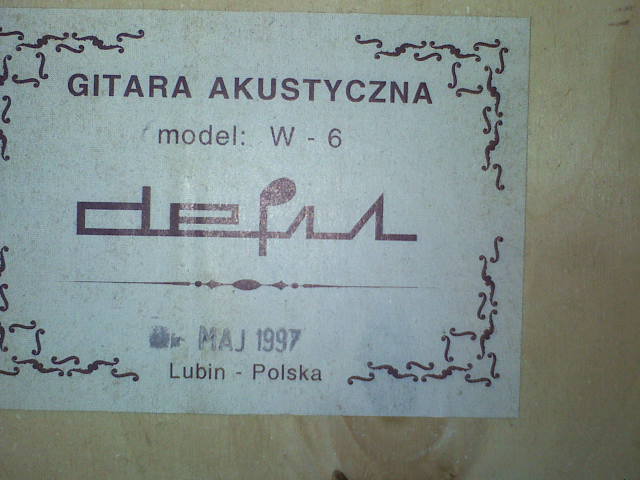 GITARA AKUSTYCZNA
model: W - 6
defil
MAJ 1997
Lubin - Polska